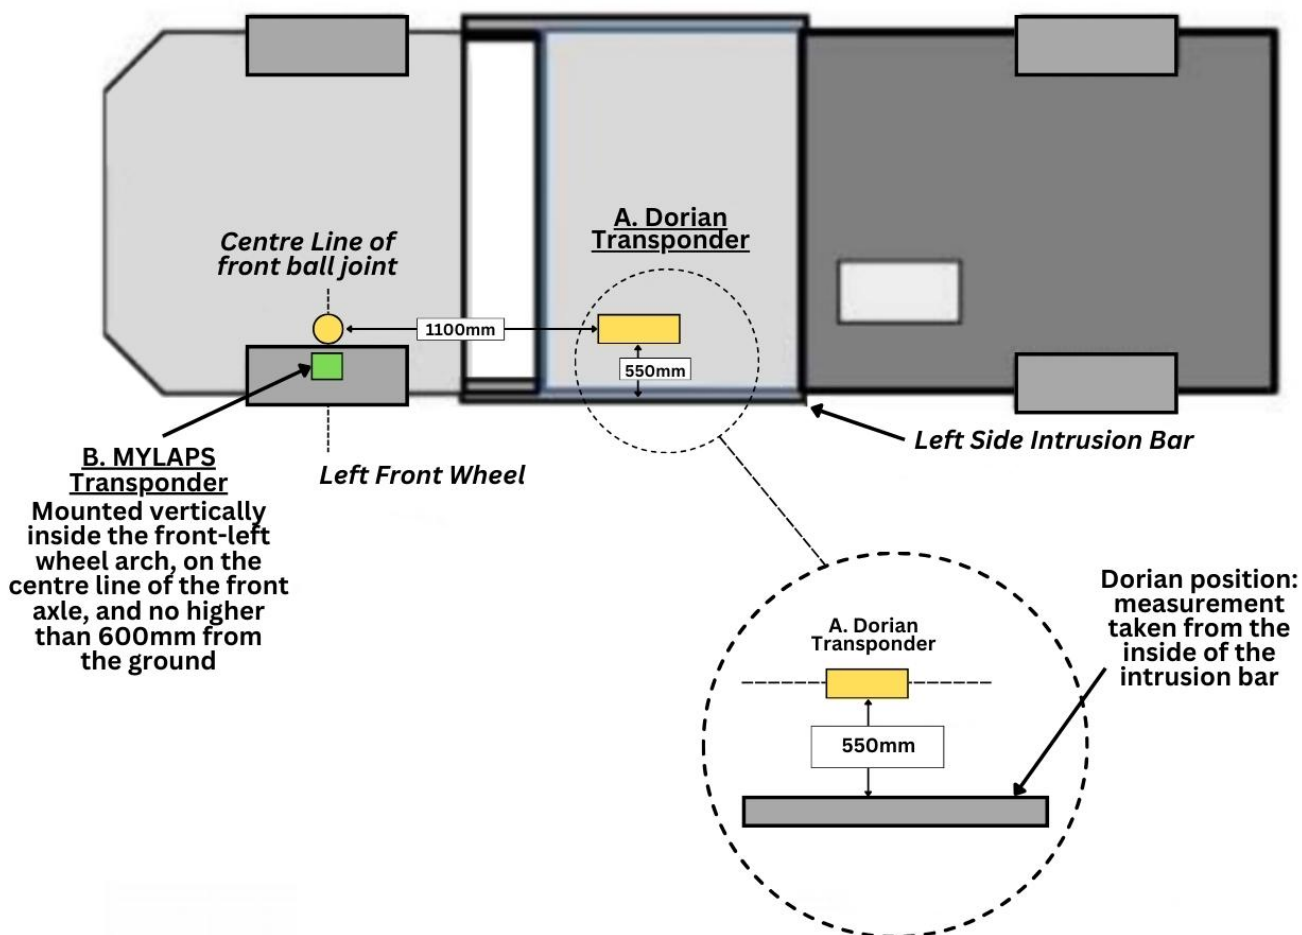 A. Dorian
Transponder
Centre Line of
front ball joint
1100mm
550mm
Left Side Intrusion Bar
B. MYLAPS
Transponder
Left Front Wheel
Mounted vertically
inside the front-left
wheel arch, on the
centre line of the front
axle, and no higher
than 600mm from
the ground
Dorian position:
measurement
taken from the
inside of the
intrusion bar
A. Dorian
Transponder
550mm